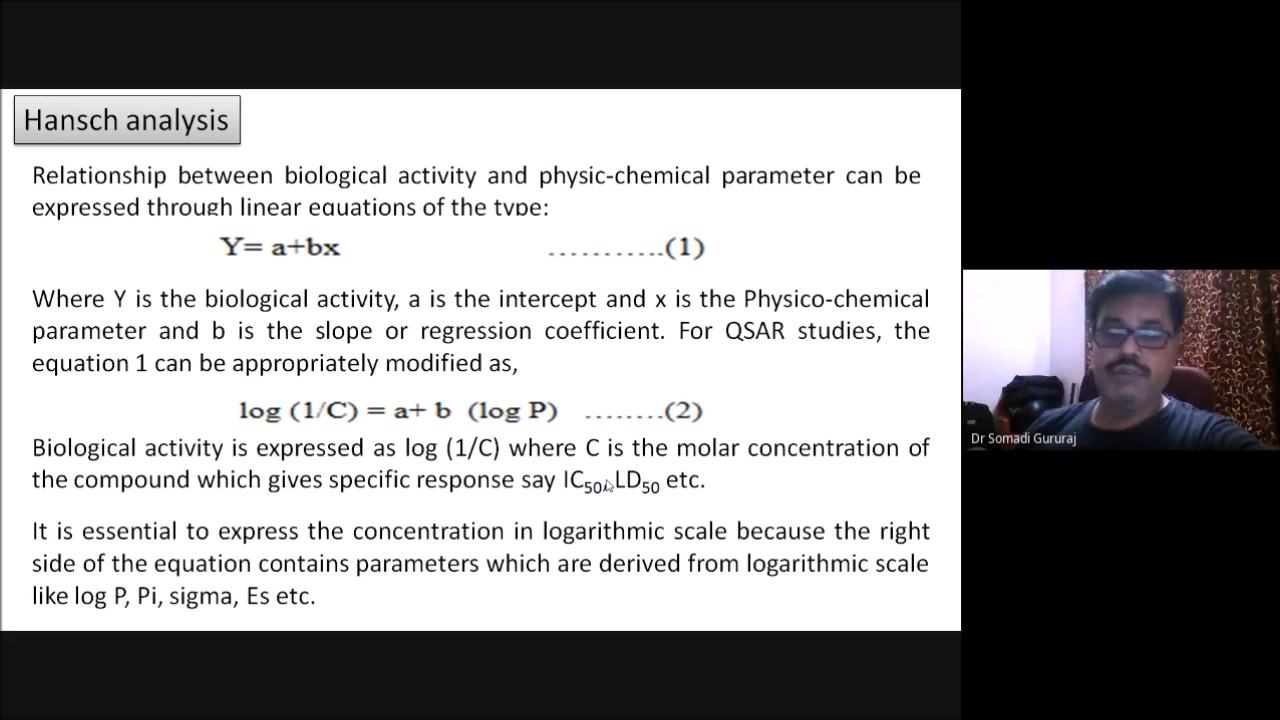 Hansch analysis
Relationship between biological activity and physic-chemical parameter can be
expressed through linear equations of the type:
Y= a+bx ...........(1)
Where Y is the biological activity, a is the intercept and x is the Physico-chemical
parameter and b is the slope or regression coefficient. For QSAR studies, the
equation 1 can be appropriately modified as,
log (1/C) = a+ b (log P) ........(2)
Biological activity is expressed as log (1/C) where C is the molar concentration of
the compound which gives specific response say IC50, LD50 etc.
It is essential to express the concentration in logarithmic scale because the right
side of the equation contains parameters which are derived from logarithmic scale
like log P, Pi, sigma, Es etc.
Dr Somadi Gururaj